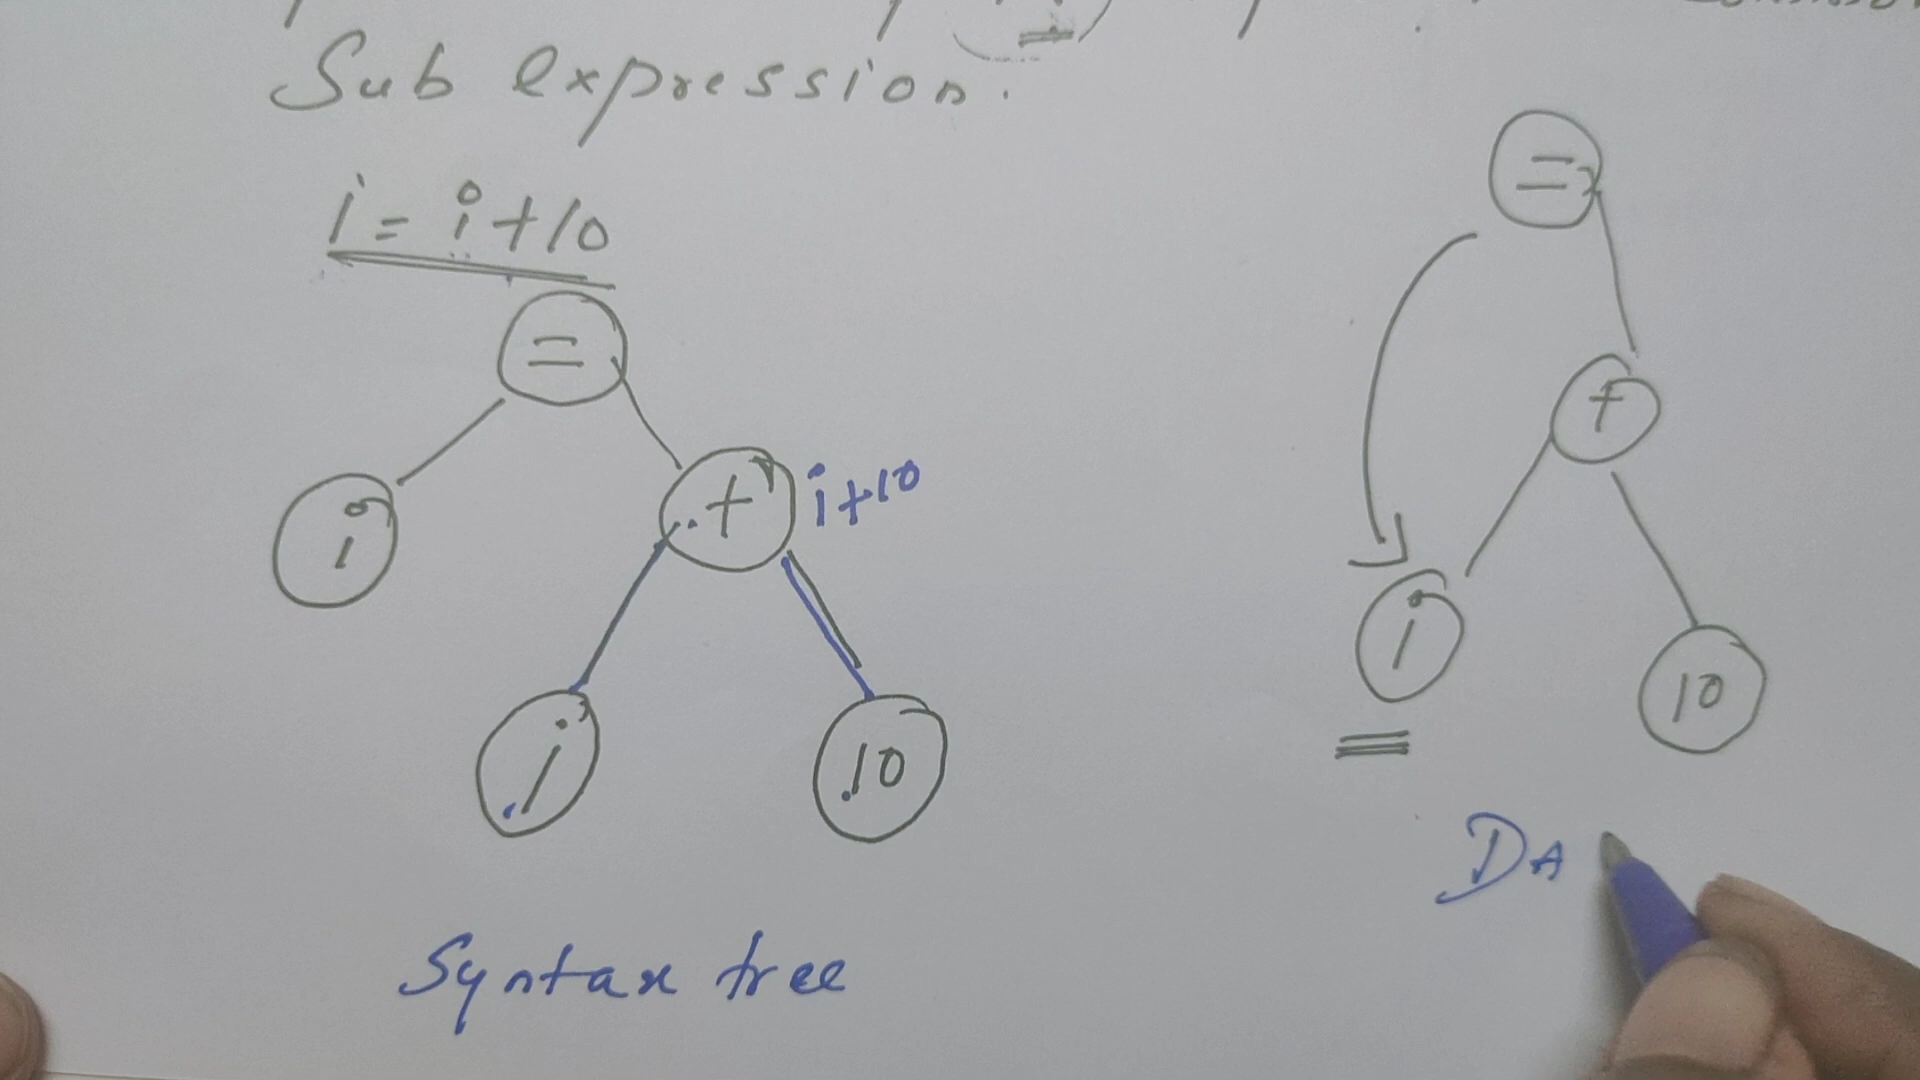 Sub expression.
i = i + 10
=
i
+
i+10
i
10
Syntax tree
=
+
i
10
DA